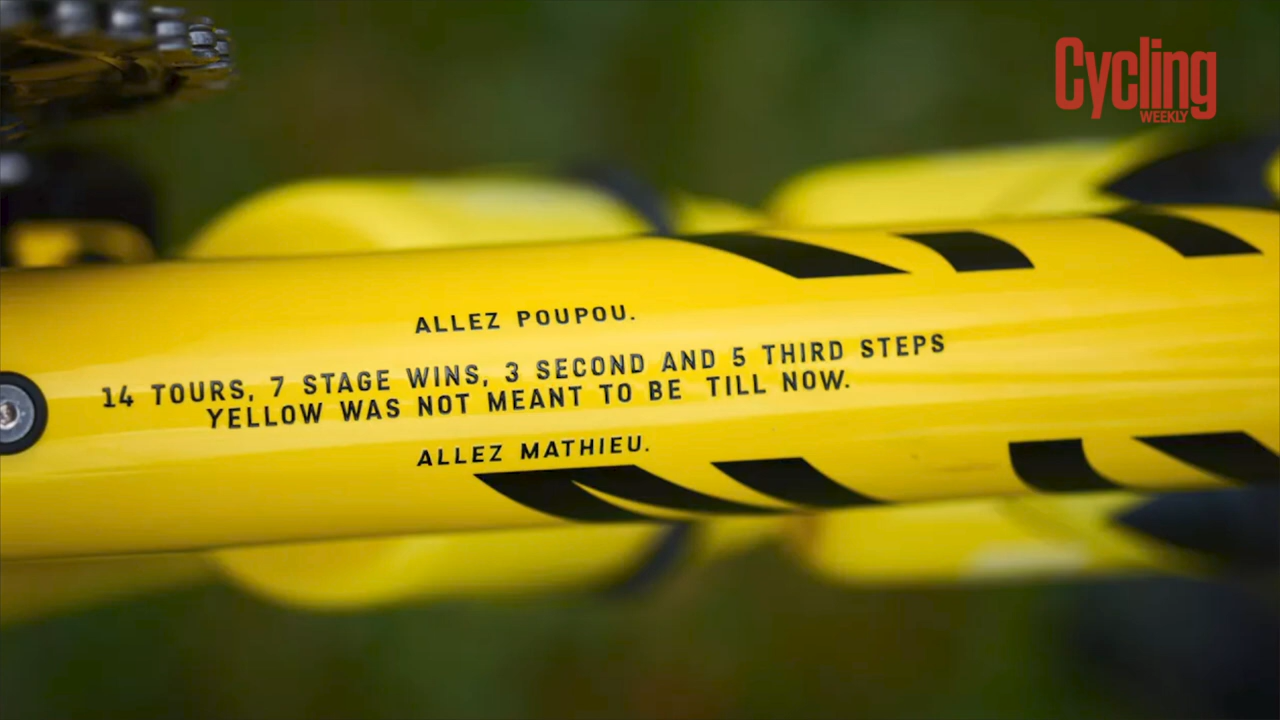 Cycling
WEEKLY
ALLEZ POUPOU.
14 TOURS, 7 STAGE WINS, 3 SECOND AND 5 THIRD STEPS
YELLOW WAS NOT MEANT TO BE TILL NOW.
ALLEZ MATHIEU.